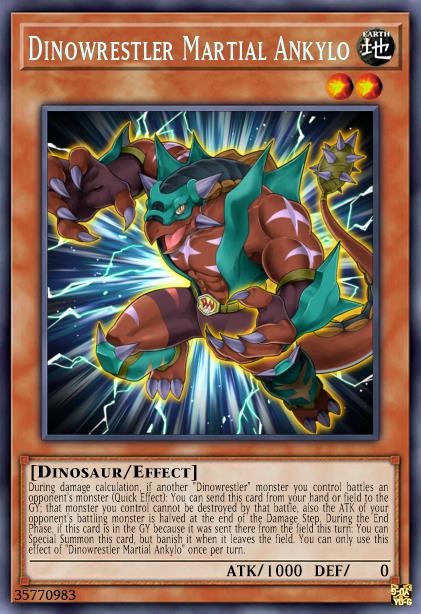 DINOWRESTLER MARTIAL ANKYLO
EARTH
地
[DINOSAUR/EFFECT]
During damage calculation, if another "Dinowrestler" monster you control battles an
opponent's monster (Quick Effect): You can send this card from your hand or field to the
GY; that monster you control cannot be destroyed by that battle, also the ATK of your
opponent's battling monster is halved at the end of the Damage Step. During the End
Phase, if this card is in the GY because it was sent there from the field this turn: You can
Special Summon this card, but banish it when it leaves the field. You can only use this
effect of "Dinowrestler Martial Ankylo" once per turn.
ATK/1000 DEF/ 0
35770983